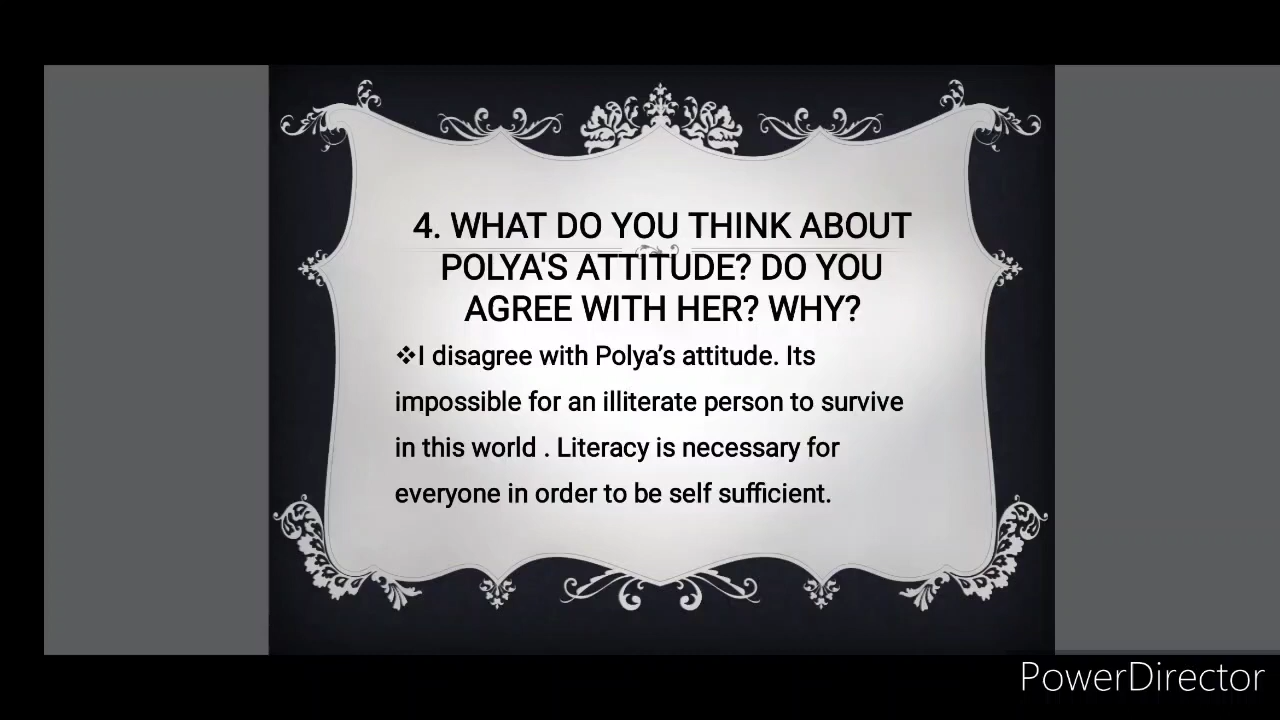 4. WHAT DO YOU THINK ABOUT
POLYA'S ATTITUDE? DO YOU
AGREE WITH HER? WHY?
❖I disagree with Polya’s attitude. Its
impossible for an illiterate person to survive
in this world . Literacy is necessary for
everyone in order to be self sufficient.
PowerDirector